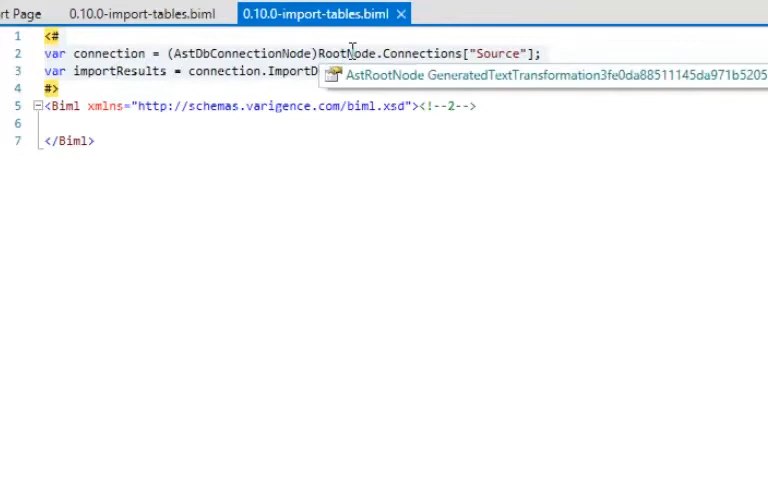 rt Page 0.10.0-import-tables.biml 0.10.0-import-tables.biml ×
1 <#
2 var connection = (AstDbConnectionNode)RootNode.Connections["Source"];
3 var importResults = connection.ImportD
AstRootNode GeneratedTextTransformation3fe0da88511145da971b5205
4 #>
5 <Biml xmlns="http://schemas.varigence.com/biml.xsd"><!--2-->
6
7 </Biml>